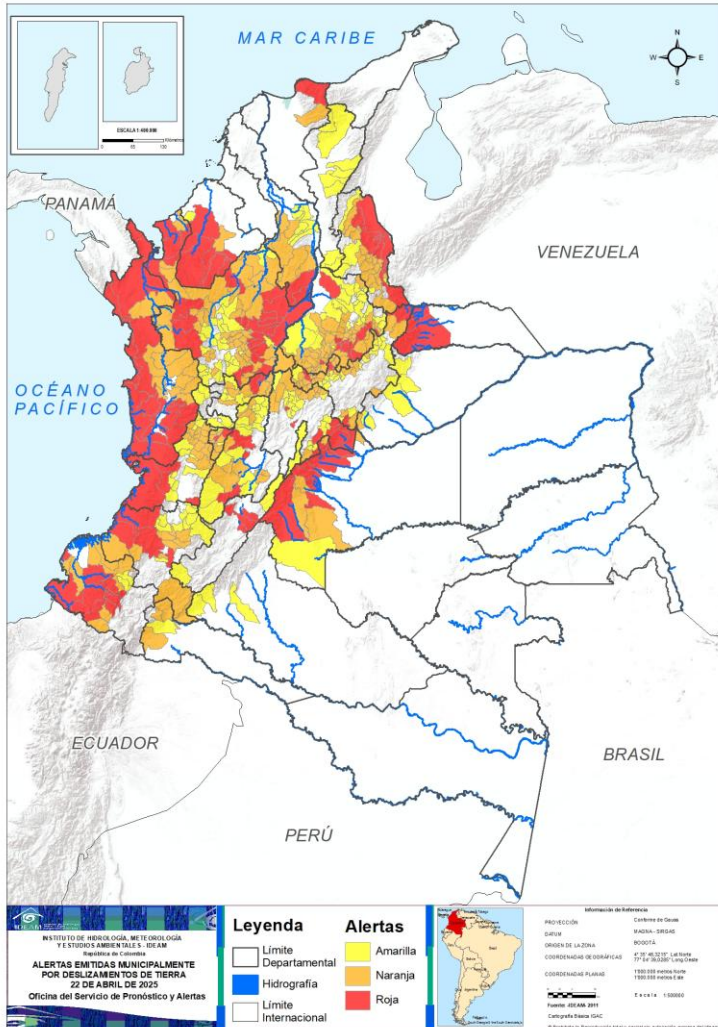 MAR CARIBE
W
N
E
S
ESCALA 1:400.000
PANAMÁ
VENEZUELA
OCÉANO
PACÍFICO
ECUADOR
BRASIL
PERÚ
IDEAM
INSTITUTO DE HIDROLOGÍA, METEOROLOGÍA
Y ESTUDIOS AMBIENTALES - IDEAM
República de Colombia
ALERTAS EMITIDAS MUNICIPALMENTE
POR DESLIZAMIENTOS DE TIERRA
22 DE ABRIL DE 2025
Oficina del Servicio de Pronóstico y Alertas
Leyenda
Límite
Departamental
Hidrografía
Límite
Internacional
Alertas
Amarilla
Naranja
Roja
Información de Referencia
PROYECCIÓN Conforme de Gauss
DATUM MAGNA - SIRGAS
ORIGEN DE LA ZONA BOGOTÁ
COORDENADAS GEOGRÁFICAS
COORDENADAS PLANAS
Fuente: IDEAM 2011
Cartografía Básica IGAC